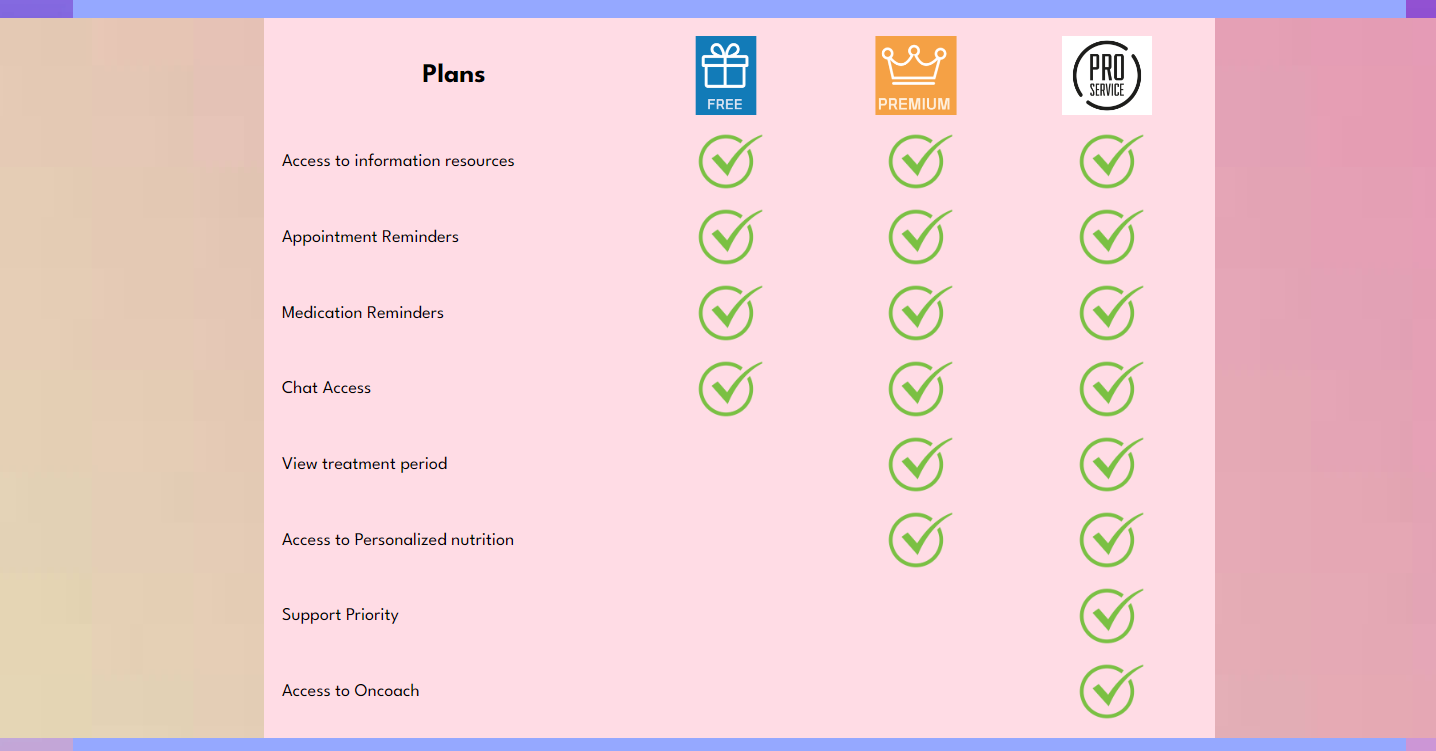 Plans
FREE
PREMIUM
PRO
SERVICE
Access to information resources
Appointment Reminders
Medication Reminders
Chat Access
View treatment period
Access to Personalized nutrition
Support Priority
Access to Oncoach